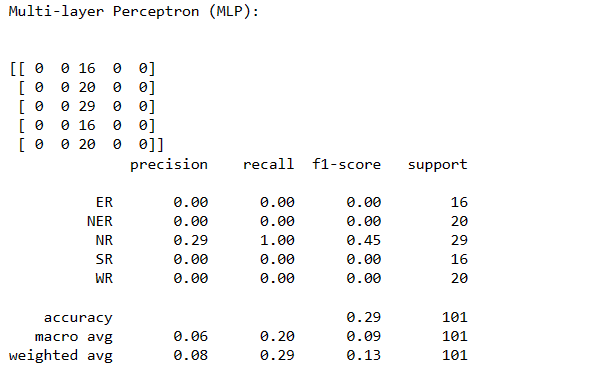 Multi-layer Perceptron (MLP):
[[ 0  0 16  0  0]
 [ 0  0 20  0  0]
 [ 0  0 29  0  0]
 [ 0  0 16  0  0]
 [ 0  0 20  0  0]]
              precision    recall  f1-score   support
          ER       0.00      0.00      0.00        16
         NER       0.00      0.00      0.00        20
          NR       0.29      1.00      0.45        29
          SR       0.00      0.00      0.00        16
          WR       0.00      0.00      0.00        20
    accuracy                           0.29       101
   macro avg       0.06      0.20      0.09       101
weighted avg       0.08      0.29      0.13       101